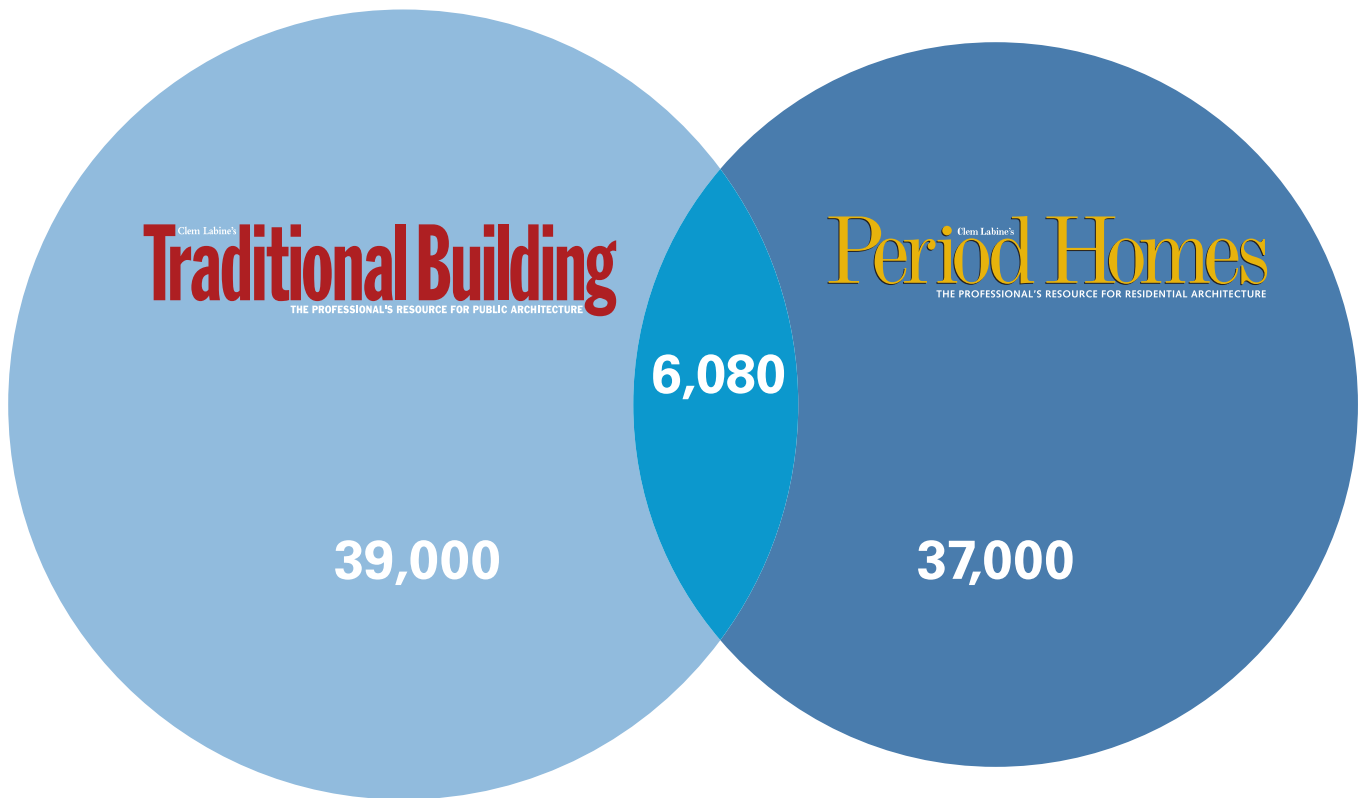 Clem Labine's
Traditional Building
THE PROFESSIONAL'S RESOURCE FOR PUBLIC ARCHITECTURE
Clem Labine's
Period Homes
THE PROFESSIONAL'S RESOURCE FOR RESIDENTIAL ARCHITECTURE
6,080
39,000
37,000